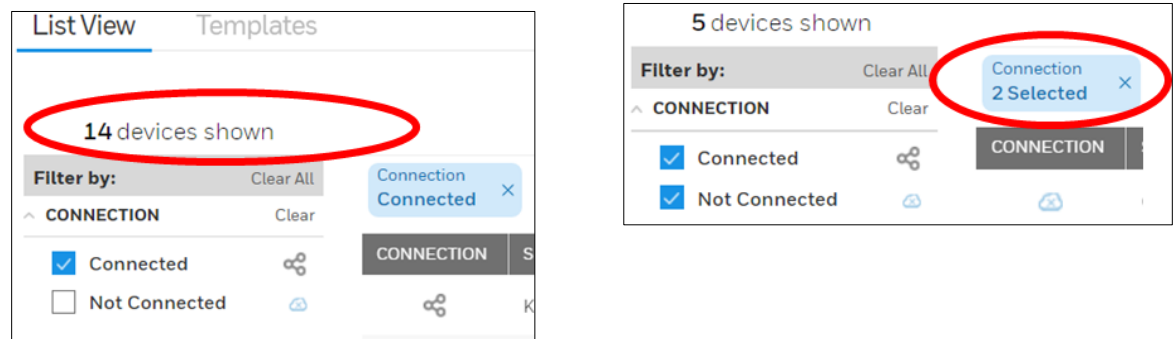 List View Templates
14 devices shown
Filter by: Clear All
CONNECTION Clear
Connected
Not Connected
Connection
Connected
CONNECTION S
K
5 devices shown
Filter by: Clear All
CONNECTION Clear
Connected
Not Connected
Connection
2 Selected
CONNECTION